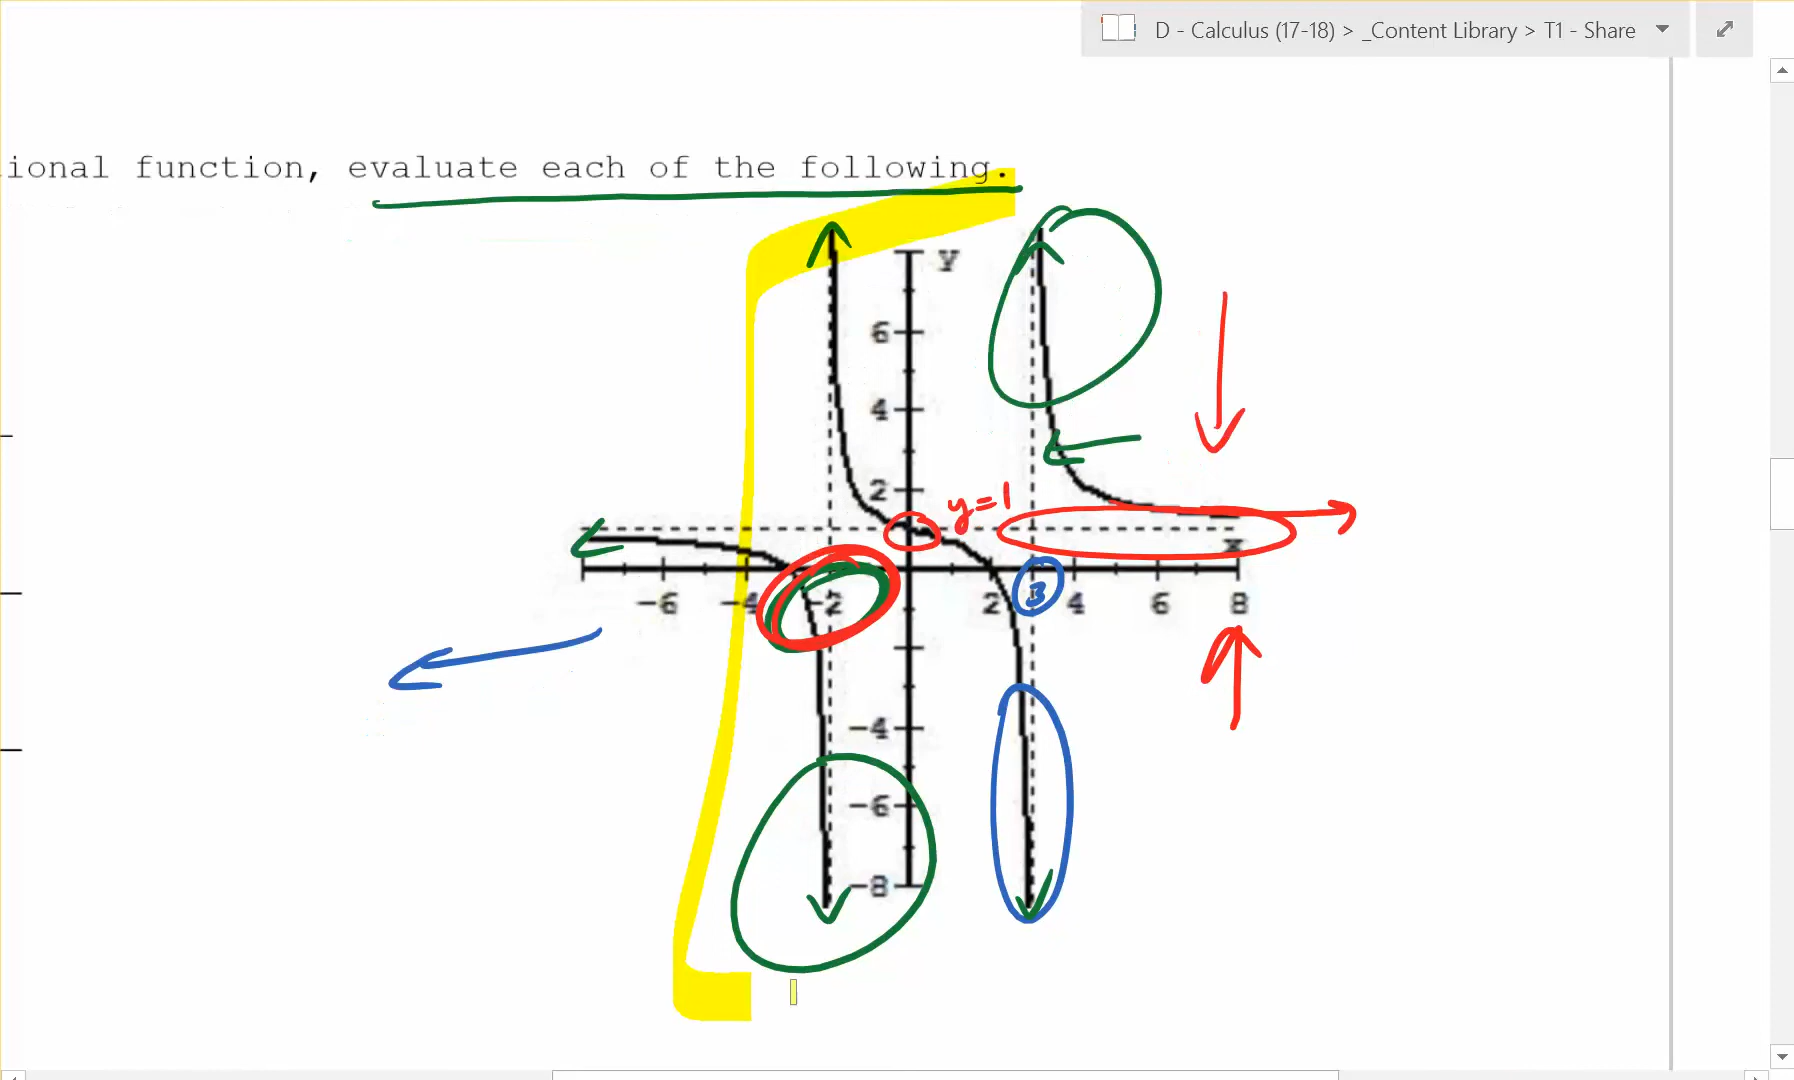 D - Calculus (17-18) > _Content Library > T1 - Share
ional function, evaluate each of the following.
y
6
4
2
y=1
x
-6 -4 -2 2 3 4 6 8
-4
-6
-8